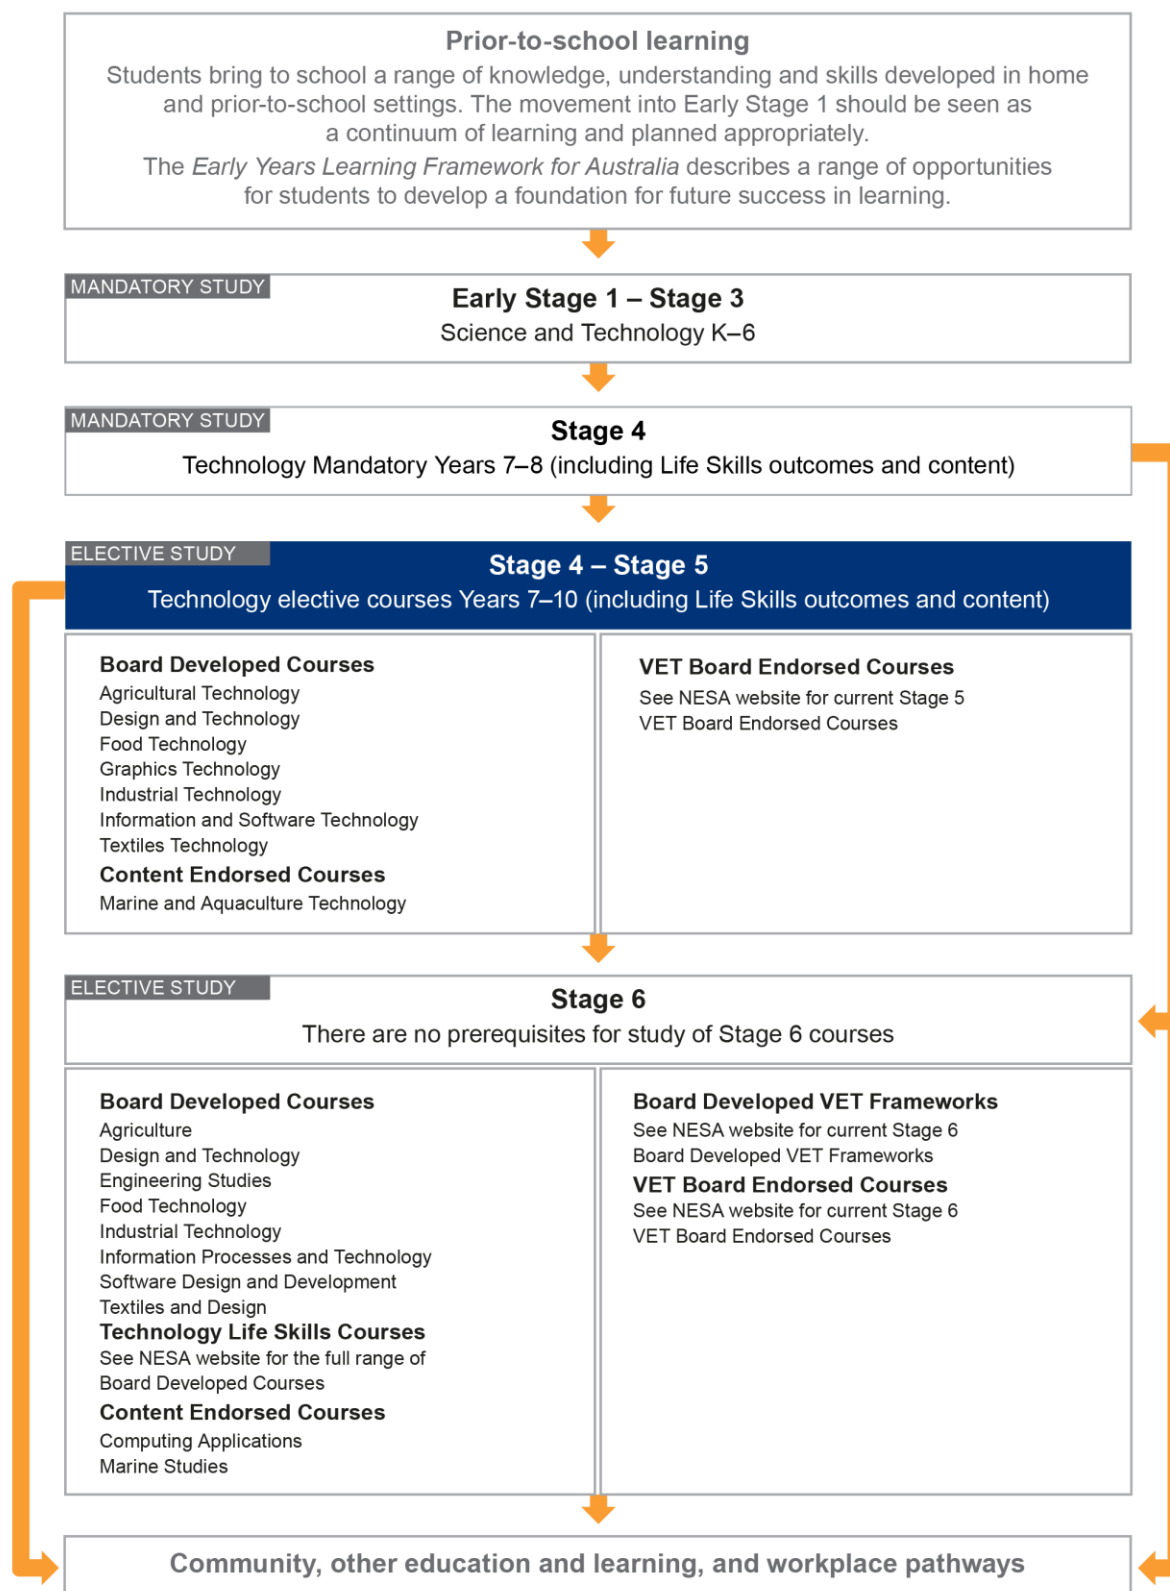 Prior-to-school learning
Students bring to school a range of knowledge, understanding and skills developed in home
and prior-to-school settings. The movement into Early Stage 1 should be seen as
a continuum of learning and planned appropriately.
The Early Years Learning Framework for Australia describes a range of opportunities
for students to develop a foundation for future success in learning.
MANDATORY STUDY
Early Stage 1 – Stage 3
Science and Technology K–6
MANDATORY STUDY
Stage 4
Technology Mandatory Years 7–8 (including Life Skills outcomes and content)
ELECTIVE STUDY
Stage 4 – Stage 5
Technology elective courses Years 7–10 (including Life Skills outcomes and content)
Board Developed Courses
Agricultural Technology
Design and Technology
Food Technology
Graphics Technology
Industrial Technology
Information and Software Technology
Textiles Technology
Content Endorsed Courses
Marine and Aquaculture Technology
VET Board Endorsed Courses
See NESA website for current Stage 5
VET Board Endorsed Courses
ELECTIVE STUDY
Stage 6
There are no prerequisites for study of Stage 6 courses
Board Developed Courses
Agriculture
Design and Technology
Engineering Studies
Food Technology
Industrial Technology
Information Processes and Technology
Software Design and Development
Textiles and Design
Technology Life Skills Courses
See NESA website for the full range of
Board Developed Courses
Content Endorsed Courses
Computing Applications
Marine Studies
Board Developed VET Frameworks
See NESA website for current Stage 6
Board Developed VET Frameworks
VET Board Endorsed Courses
See NESA website for current Stage 6
VET Board Endorsed Courses
Community, other education and learning, and workplace pathways